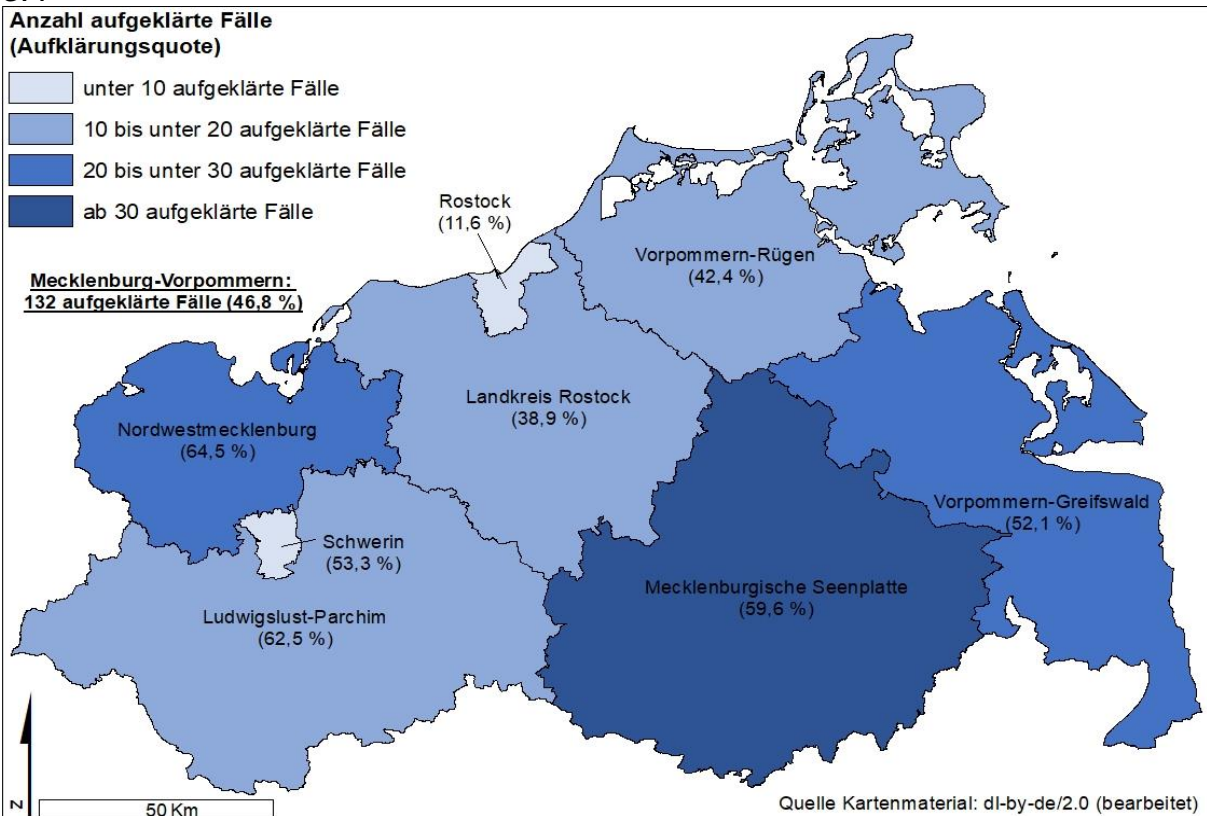 Anzahl aufgeklärte Fälle
(Aufklärungsquote)
unter 10 aufgeklärte Fälle
10 bis unter 20 aufgeklärte Fälle
20 bis unter 30 aufgeklärte Fälle
ab 30 aufgeklärte Fälle
Mecklenburg-Vorpommern:
132 aufgeklärte Fälle (46,8 %)
Rostock
(11,6 %)
Vorpommern-Rügen
(42,4 %)
Landkreis Rostock
(38,9 %)
Nordwestmecklenburg
(64,5 %)
Vorpommern-Greifswald
(52,1 %)
Schwerin
(53,3 %)
Mecklenburgische Seenplatte
(59,6 %)
Ludwigslust-Parchim
(62,5 %)
N
50 Km
Quelle Kartenmaterial: dl-by-de/2.0 (bearbeitet)